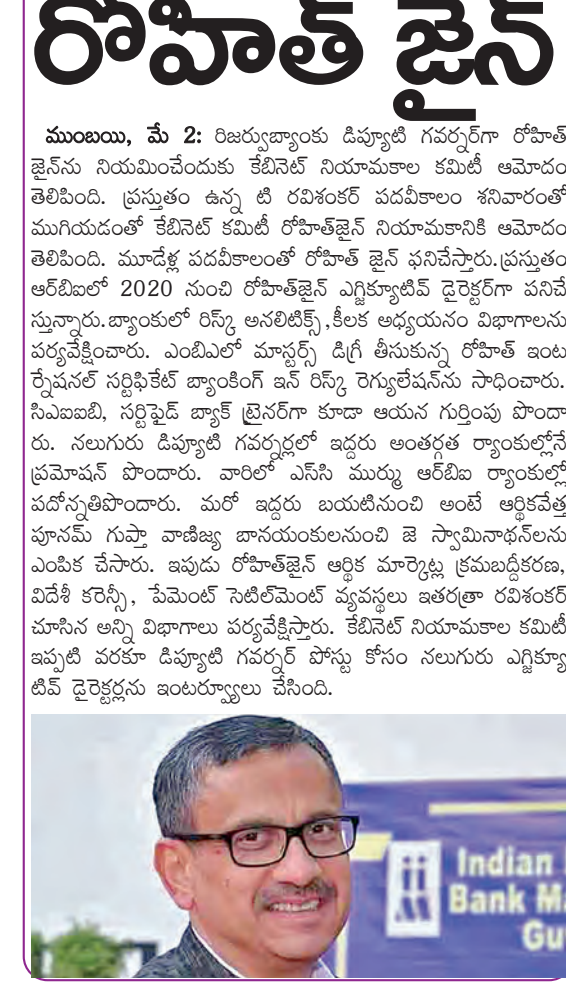 రోహిత్ జైన్
ముంబయి, మే 2: రిజర్వుబ్యాంకు డిప్యూటి గవర్నర్‌గా రోహిత్
జైన్‌ను నియమించేందుకు కేబినెట్ నియామకాల కమిటీ ఆమోదం
తెలిపింది. ప్రస్తుతం ఉన్న టి రవిశంకర్ పదవీకాలం శనివారంతో
ముగియడంతో కేబినెట్ కమిటీ రోహిత్‌జైన్ నియామకానికి ఆమోదం
తెలిపింది. మూడేళ్ల పదవీకాలంతో రోహిత్ జైన్ ఫనిచేస్తారు.ప్రస్తుతం
ఆర్‌బిఐలో 2020 నుంచి రోహిత్‌జైన్ ఎగ్జిక్యూటివ్ డైరెక్టర్‌గా పనిచే
స్తున్నారు.బ్యాంకులో రిస్క్ అనలిటిక్స్,కీలక అధ్యయనం విభాగాలను
పర్యవేక్షించారు. ఎంబిఎలో మాస్టర్స్ డిగ్రీ తీసుకున్న రోహిత్ ఇంట
ర్నేషనల్ సర్టిఫికేట్ బ్యాంకింగ్ ఇన్ రిస్క్ రెగ్యులేషన్‌ను సాధించారు.
సిఎఐఐబి, సర్టిఫైడ్ బ్యాక్ ట్రైనర్‌గా కూడా ఆయన గుర్తింపు పొందా
రు. నలుగురు డిప్యూటి గవర్నర్లలో ఇద్దరు అంతర్గత ర్యాంకుల్లోనే
ప్రమోషన్ పొందారు. వారిలో ఎస్‌సి ముర్ము ఆర్‌బిఐ ర్యాంకుల్లో
పదోన్నతిపొందారు. మరో ఇద్దరు బయటినుంచి అంటే ఆర్థికవేత్త
పూనమ్ గుప్తా వాణిజ్య బానయంకులనుంచి జె స్వామినాథన్‌లను
ఎంపిక చేసారు. ఇపుడు రోహిత్‌జైన్ ఆర్థిక మార్కెట్ల క్రమబద్దీకరణ,
విదేశీ కరెన్సీ, పేమెంట్ సెటిల్‌మెంట్ వ్యవస్థలు ఇతరత్రా రవిశంకర్
చూసిన అన్ని విభాగాలు పర్యవేక్షిస్తారు. కేబినెట్ నియామకాల కమిటీ
ఇప్పటి వరకూ డిప్యూటి గవర్నర్ పోస్టు కోసం నలుగురు ఎగ్జిక్యూ
టివ్ డైరెక్టర్లను ఇంటర్వ్యూలు చేసింది.
Indian
Bank Ma
Gu